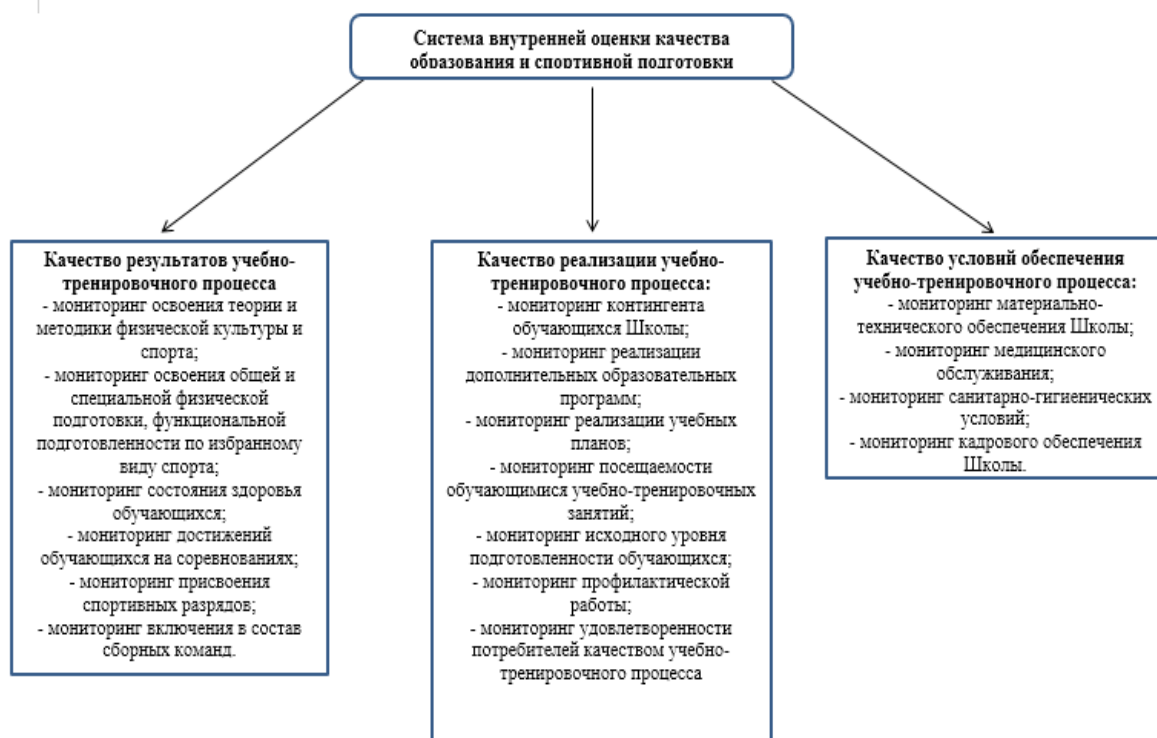 Система внутренней оценки качества
образования и спортивной подготовки
Качество результатов учебно-
тренировочного процесса
- мониторинг освоения теории и
методики физической культуры и
спорта;
- мониторинг освоения общей и
специальной физической
подготовки, функциональной
подготовленности по избранному
виду спорта;
- мониторинг состояния здоровья
обучающихся;
- мониторинг достижений
обучающихся на соревнованиях;
- мониторинг присвоения
спортивных разрядов;
- мониторинг включения в состав
сборных команд.
Качество реализации учебно-
тренировочного процесса:
- мониторинг контингента
обучающихся Школы;
- мониторинг реализации
дополнительных образовательных
программ;
- мониторинг реализации учебных
планов;
- мониторинг посещаемости
обучающимися учебно-тренировочных
занятий;
- мониторинг исходного уровня
подготовленности обучающихся;
- мониторинг профилактической
работы;
- мониторинг удовлетворенности
потребителей качеством учебно-
тренировочного процесса
Качество условий обеспечения
учебно-тренировочного процесса:
- мониторинг материально-
технического обеспечения Школы;
- мониторинг медицинского
обслуживания;
- мониторинг санитарно-гигиенических
условий;
- мониторинг кадрового обеспечения
Школы.